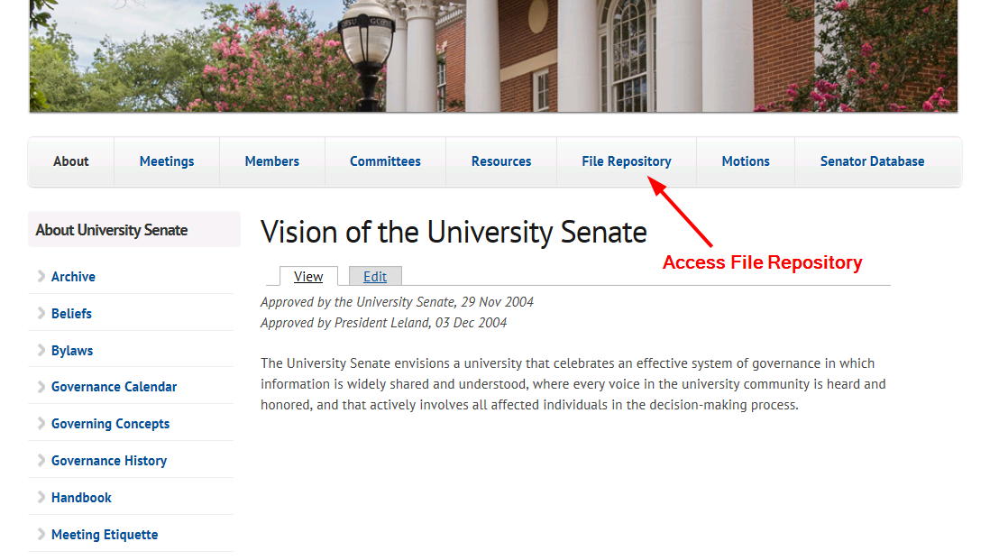 GCSU GCSU
About Meetings Members Committees Resources File Repository Motions Senator Database
Access File Repository
About University Senate
Archive
Beliefs
Bylaws
Governance Calendar
Governing Concepts
Governance History
Handbook
Meeting Etiquette
Vision of the University Senate
View Edit
Approved by the University Senate, 29 Nov 2004
Approved by President Leland, 03 Dec 2004
The University Senate envisions a university that celebrates an effective system of governance in which
information is widely shared and understood, where every voice in the university community is heard and
honored, and that actively involves all affected individuals in the decision-making process.